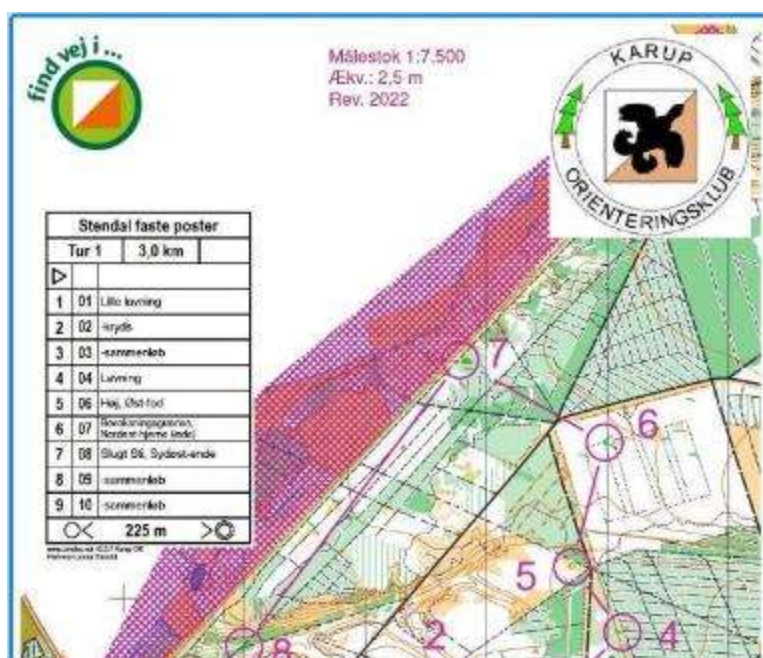 find vej i ...
Målestok 1:7.500
Ækv.: 2,5 m
Rev. 2022
KARUP
ORIENTERINGSKLUB
Stendal faste poster
Tur 1 3,0 km
1 01 Lille lavning
2 02 -kryds
3 03 -sammenløb
4 04 Lavning
5 06 Høj, Øst-fod
6 07
7 08 Slugt Sti, Sydøst-ende
8 09 -sammenløb
9 10 -sammenløb
225 m
7
6
5
4
2
8